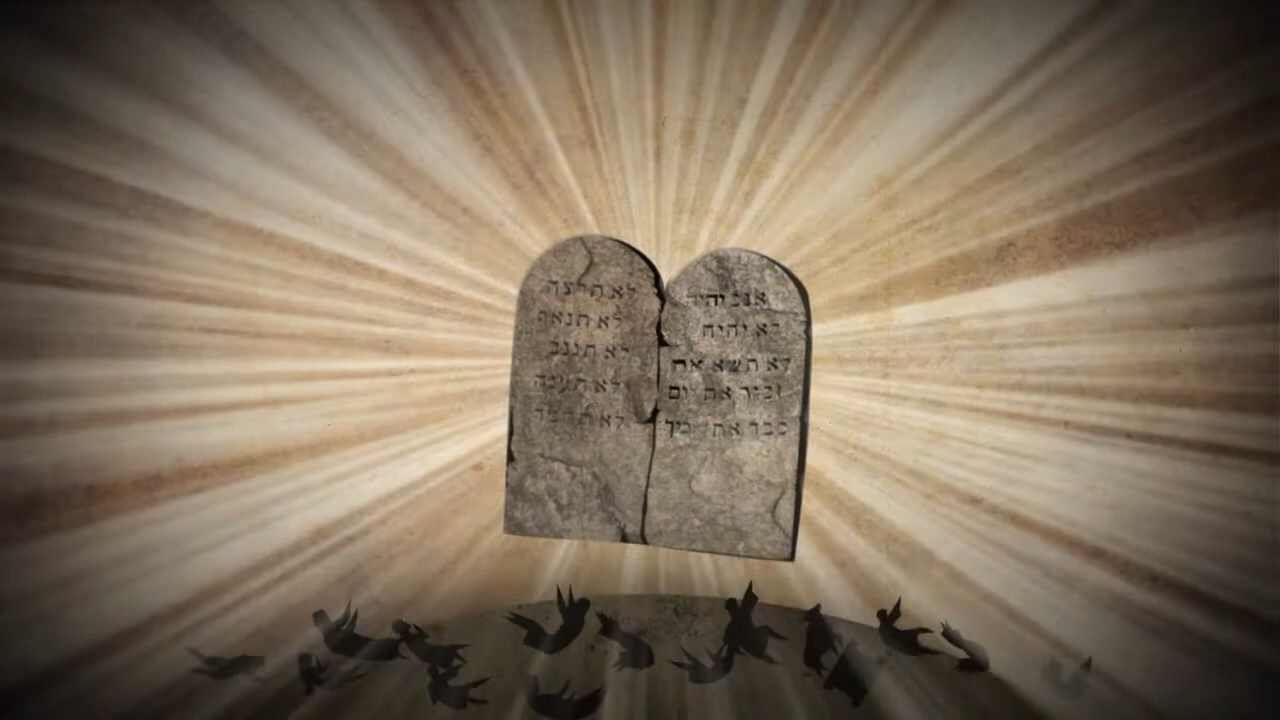 אנכי יהוה
לא יהיה
לא תשא את
זכור את יום
כבד את
לא תרצח
לא תנאף
לא תגנב
לא תענה
לא תחמד